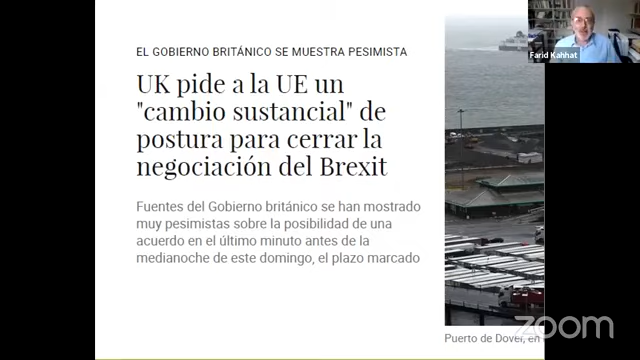 Farid Kahhat
EL GOBIERNO BRITÁNICO SE MUESTRA PESIMISTA
UK pide a la UE un
"cambio sustancial" de
postura para cerrar la
negociación del Brexit
Fuentes del Gobierno británico se han mostrado
muy pesimistas sobre la posibilidad de una
acuerdo en el último minuto antes de la
medianoche de este domingo, el plazo marcado
Puerto de Dover, en
zoom